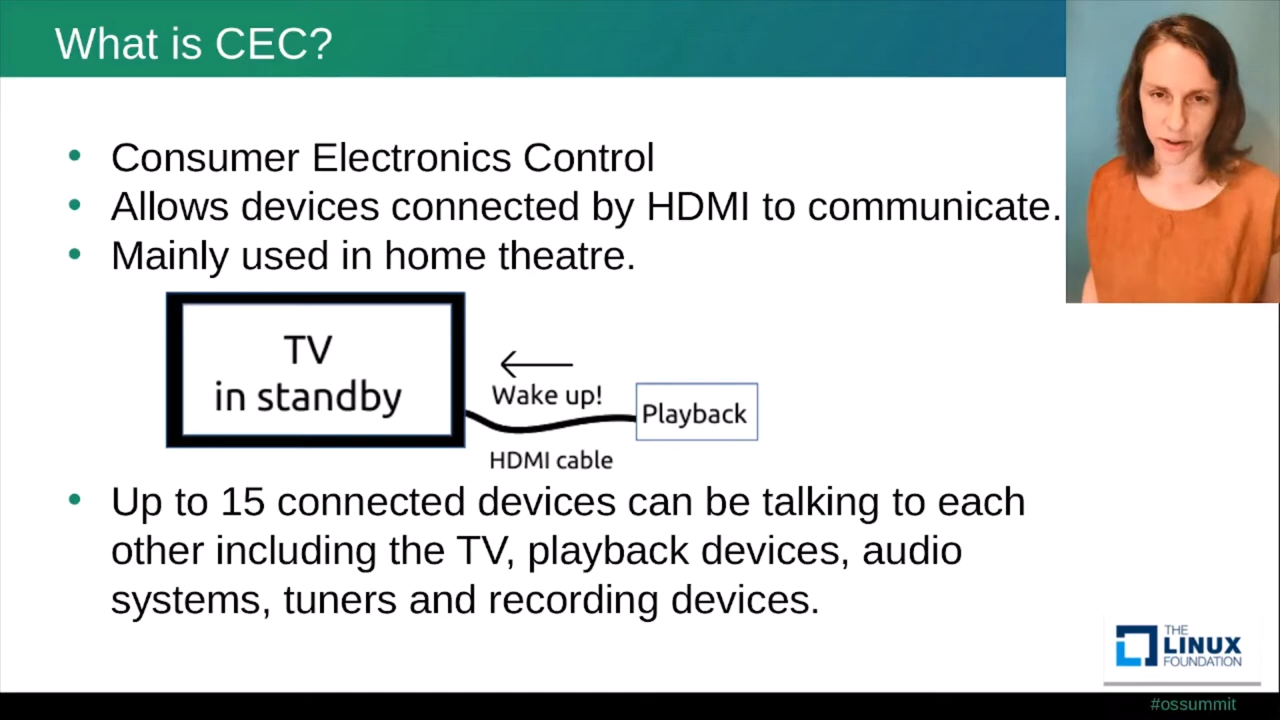 What is CEC?
• Consumer Electronics Control
• Allows devices connected by HDMI to communicate.
• Mainly used in home theatre.
TV
in standby
Wake up!
Playback
HDMI cable
• Up to 15 connected devices can be talking to each
other including the TV, playback devices, audio
systems, tuners and recording devices.
THE
LINUX
FOUNDATION
#ossummit